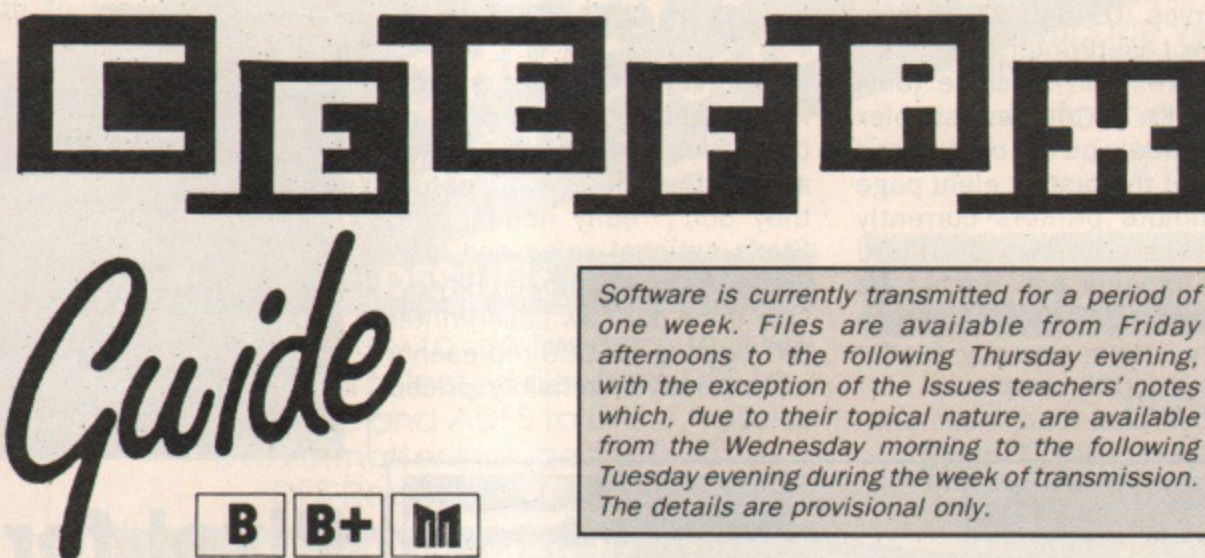 CEEFAX
Guide
B B+ M
Software is currently transmitted for a period of
one week. Files are available from Friday
afternoons to the following Thursday evening,
with the exception of the Issues teachers' notes
which, due to their topical nature, are available
from the Wednesday morning to the following
Tuesday evening during the week of transmission.
The details are provisional only.